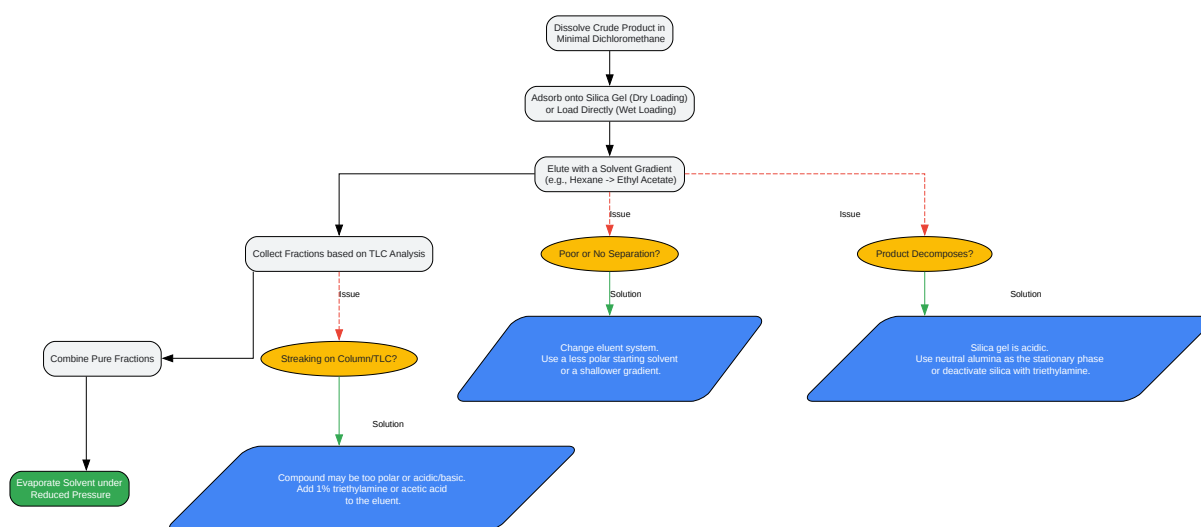 Dissolve Crude Product in
Minimal Dichloromethane
Adsorb onto Silica Gel (Dry Loading)
or Load Directly (Wet Loading)
Elute with a Solvent Gradient
(e.g., Hexane -> Ethyl Acetate)
Issue
Issue
Collect Fractions based on TLC Analysis
Poor or No Separation?
Product Decomposes?
Issue
Solution
Solution
Combine Pure Fractions
Streaking on Column/TLC?
Change eluent system.
Use a less polar starting solvent
or a shallower gradient.
Silica gel is acidic.
Use neutral alumina as the stationary phase
or deactivate silica with triethylamine.
Solution
Evaporate Solvent under
Reduced Pressure
Compound may be too polar or acidic/basic.
Add 1% triethylamine or acetic acid
to the eluent.